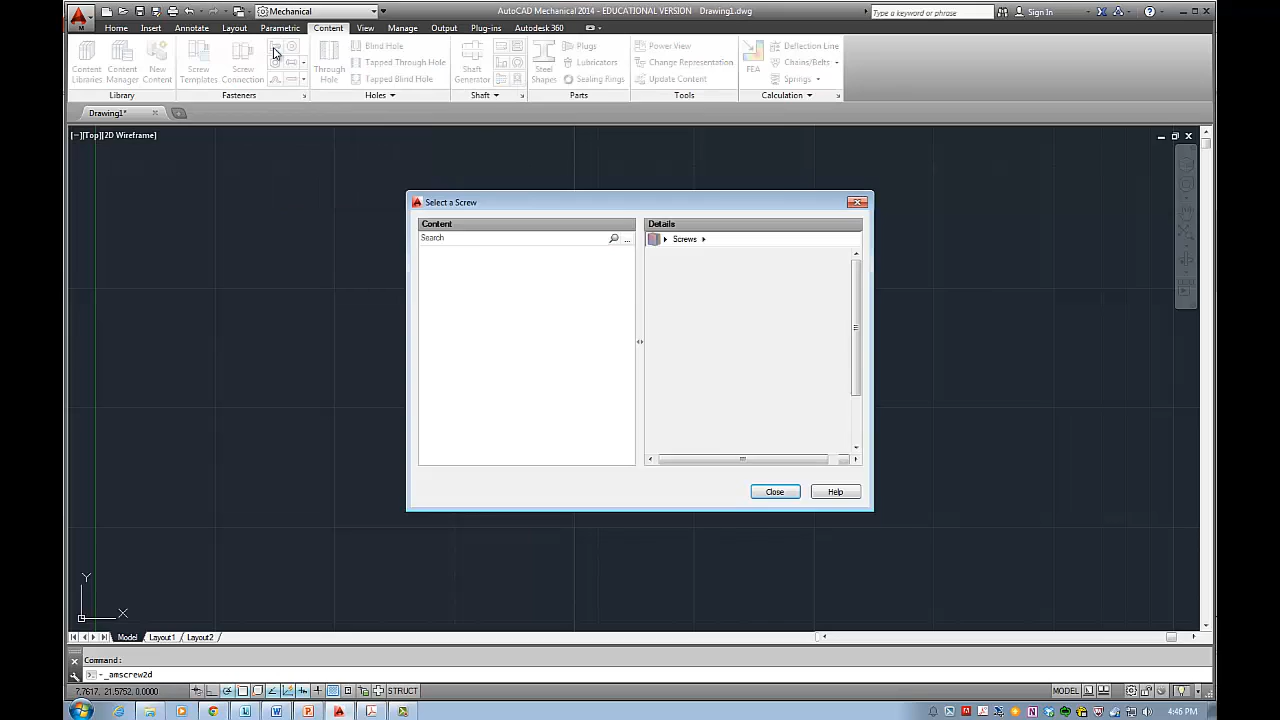 Mechanical
AutoCAD Mechanical 2014 - EDUCATIONAL VERSION Drawing1.dwg
Type a keyword or phrase
Sign In
Home Insert Annotate Layout Parametric Content View Manage Output Plug-ins Autodesk 360
Content Libraries
Content Manager
New Content
Library
Screw Templates
Screw Connection
Fasteners
Through Hole
Blind Hole
Tapped Through Hole
Tapped Blind Hole
Holes
Shaft Generator
Shaft
Steel Shapes
Plugs
Lubricators
Sealing Rings
Parts
Power View
Change Representation
Update Content
Tools
FEA
Deflection Line
Chains/Belts
Springs
Calculation
Drawing1*
[−][Top][2D Wireframe]
Select a Screw
Content
Search
...
Details
Screws
Close
Help
Y
X
Model Layout1 Layout2
Command:
-_amscrew2d
7.7617, 21.5752, 0.0000
STRUCT
MODEL
4:46 PM